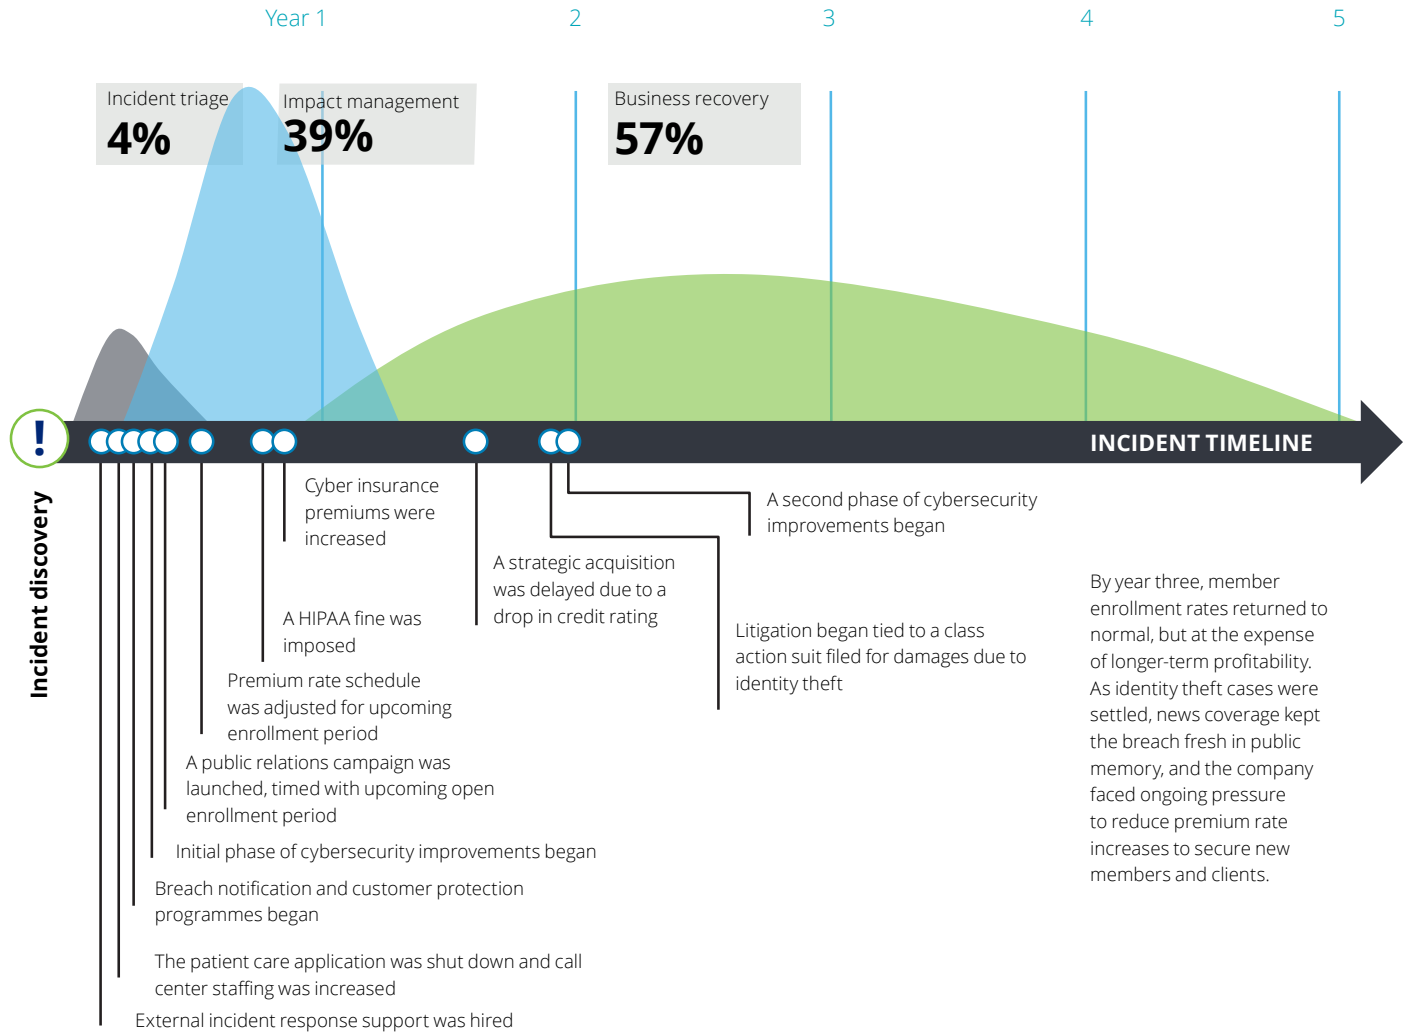 Year 1
2
3
4
5
Incident triage
4%
Impact management
39%
Business recovery
57%
!
INCIDENT TIMELINE
Incident discovery
Cyber insurance
premiums were
increased
A second phase of cybersecurity
improvements began
A strategic acquisition
was delayed due to a
drop in credit rating
A HIPAA fine was
imposed
Litigation began tied to a class
action suit filed for damages due to
identity theft
Premium rate schedule
was adjusted for upcoming
enrollment period
A public relations campaign was
launched, timed with upcoming open
enrollment period
Initial phase of cybersecurity improvements began
Breach notification and customer protection
programmes began
The patient care application was shut down and call
center staffing was increased
External incident response support was hired
By year three, member
enrollment rates returned to
normal, but at the expense
of longer-term profitability.
As identity theft cases were
settled, news coverage kept
the breach fresh in public
memory, and the company
faced ongoing pressure
to reduce premium rate
increases to secure new
members and clients.